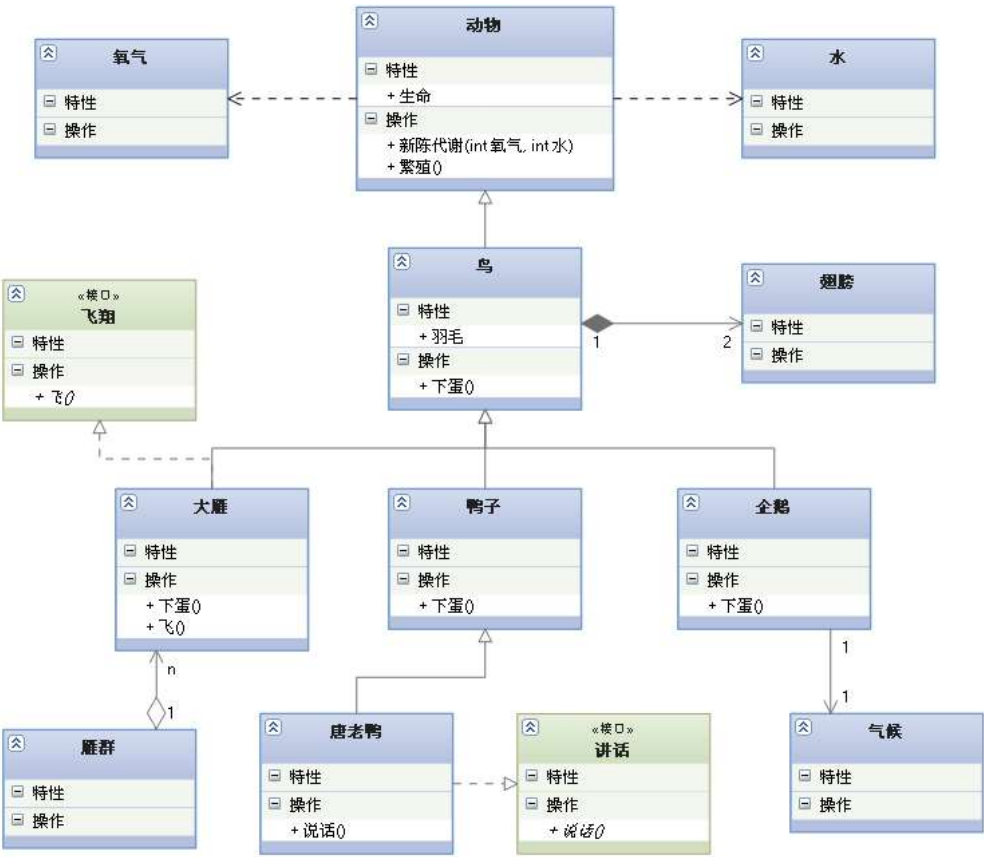 动物
特性
+ 生命
操作
+ 新陈代谢(int 氧气, int 水)
+ 繁殖()
氧气
特性
操作
水
特性
操作
鸟
特性
+ 羽毛
操作
+ 下蛋()
1
2
翅膀
特性
操作
«接口»
飞翔
特性
操作
+ 飞()
大雁
特性
操作
+ 下蛋()
+ 飞()
鸭子
特性
操作
+ 下蛋()
企鹅
特性
操作
+ 下蛋()
n
1
1
1
雁群
特性
操作
唐老鸭
特性
操作
+ 说话()
«接口»
讲话
特性
操作
+ 说话()
气候
特性
操作